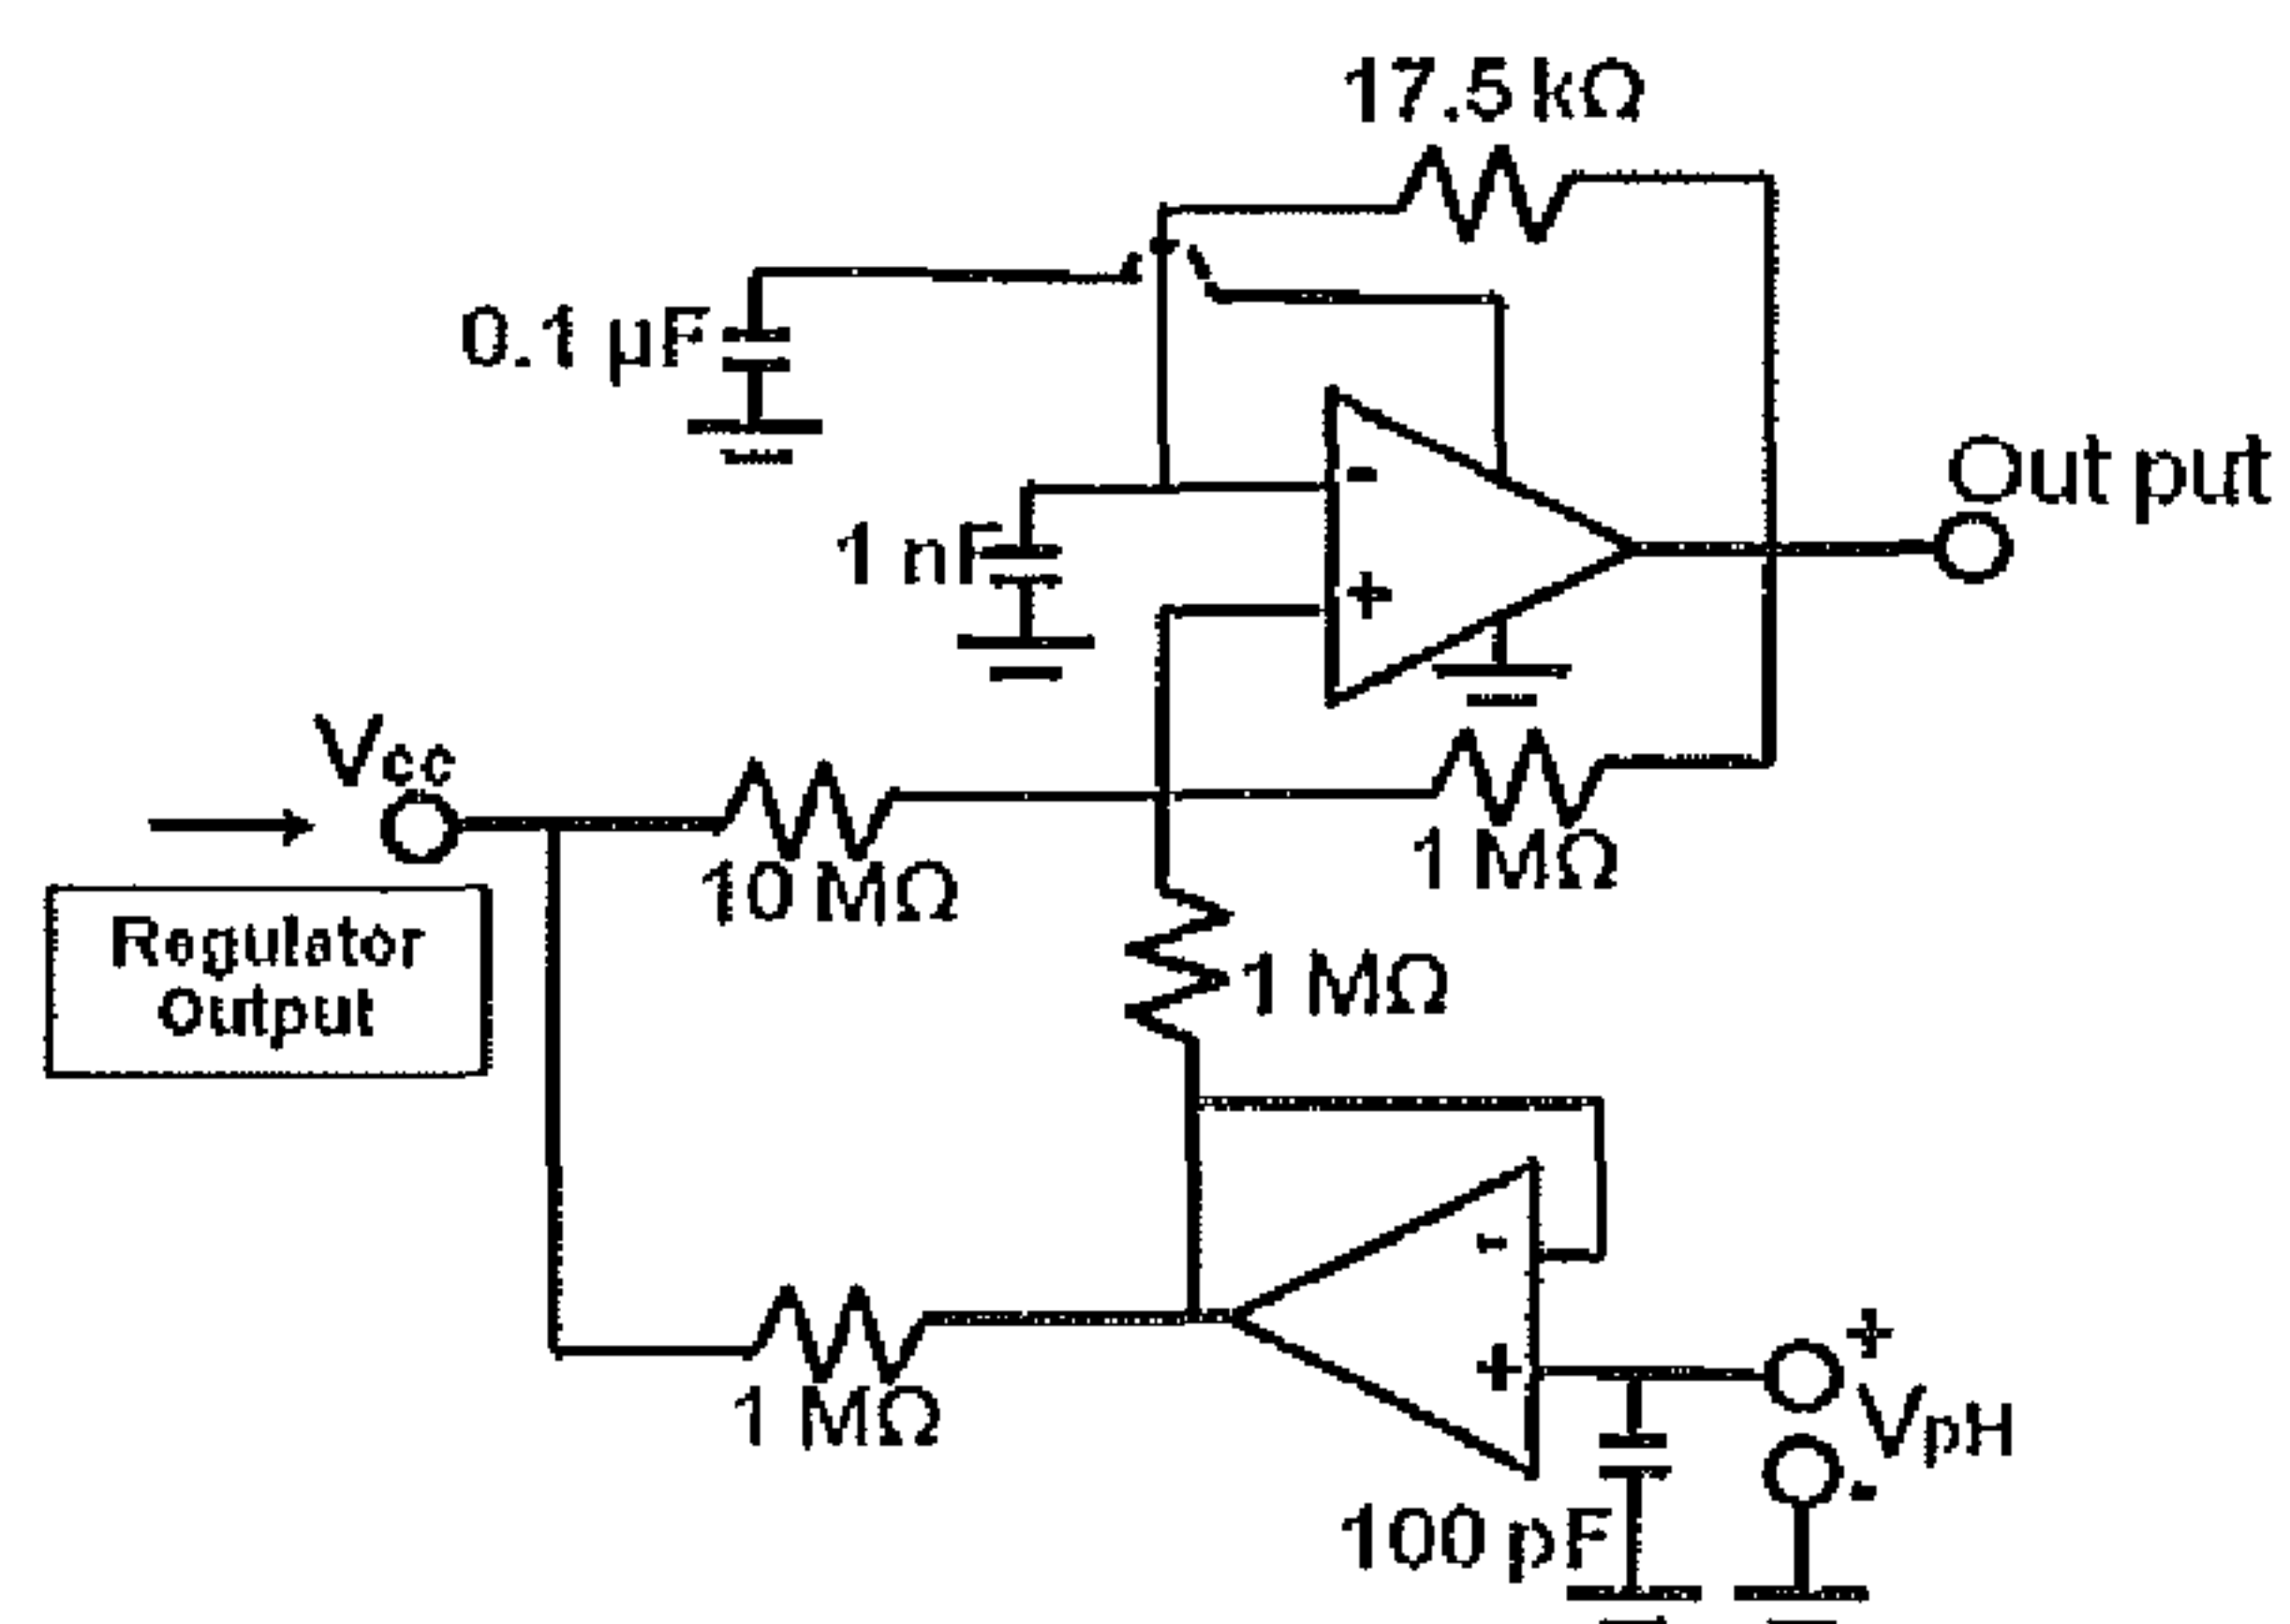 17.5 kΩ
0.1 µF
-
Out put
1 nF
+
Vcc
10 MΩ
1 MΩ
Regulator
output
1 MΩ
-
1 MΩ
+
+
VpH
-
100 pF